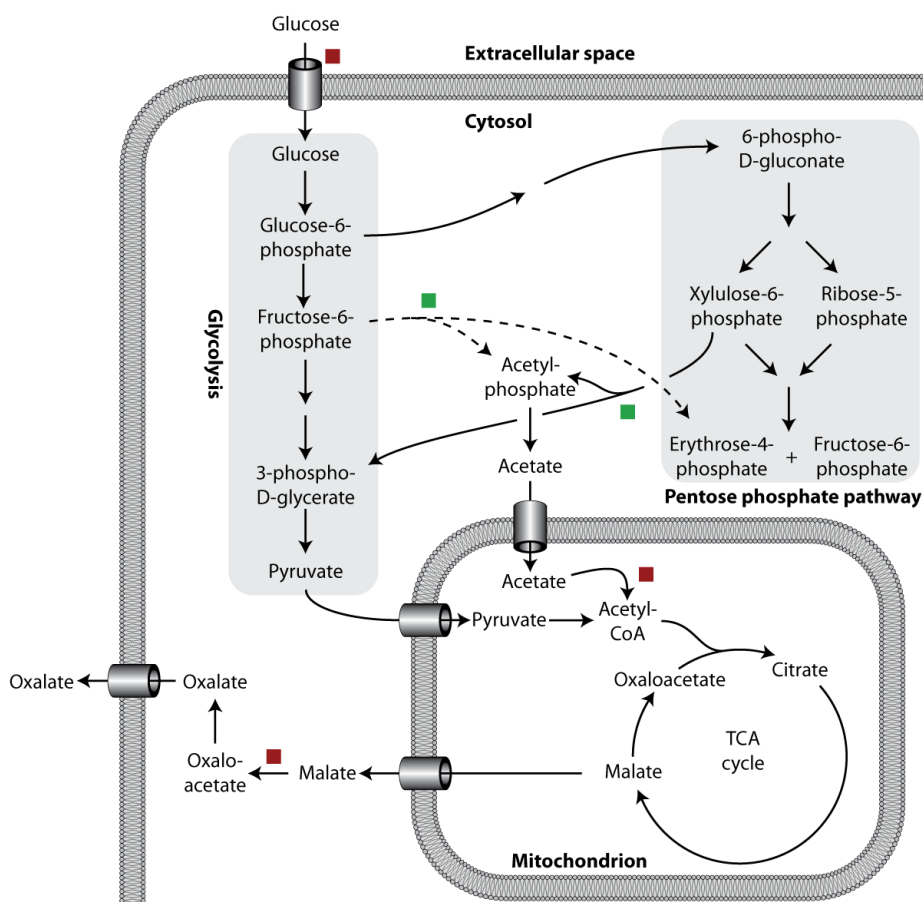 Glucose
Extracellular space
Cytosol
Glucose
6-phospho-
D-gluconate
Glucose-6-
phosphate
Xylulose-6-
phosphate
Ribose-5-
phosphate
Fructose-6-
phosphate
Glycolysis
Acetyl-
phosphate
Erythrose-4-
phosphate
+
Fructose-6-
phosphate
3-phospho-
D-glycerate
Acetate
Pentose phosphate pathway
Pyruvate
Acetate
Pyruvate
Acetyl-
CoA
Oxalate
Oxalate
Oxaloacetate
Citrate
TCA
cycle
Oxalo-
acetate
Malate
Malate
Mitochondrion